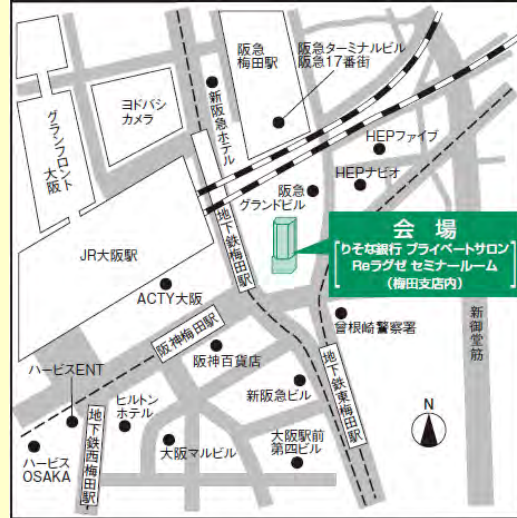 阪急
梅田駅
阪急ターミナルビル
阪急17番街
新阪急ホテル
ヨドバシ
カメラ
グランフロント
大阪
HEPファイブ
HEPナビオ
阪急
グランドビル
地下鉄梅田駅
会場
りそな銀行 プライベートサロン
Reラグゼ セミナールーム
(梅田支店内)
JR大阪駅
ACTY大阪
阪神梅田駅
阪神百貨店
曾根崎警察署
新御堂筋
ハービスENT
ヒルトン
ホテル
新阪急ビル
地下鉄東梅田駅
地下鉄西梅田駅
大阪マルビル
大阪駅前
第四ビル
ハービス
OSAKA
N